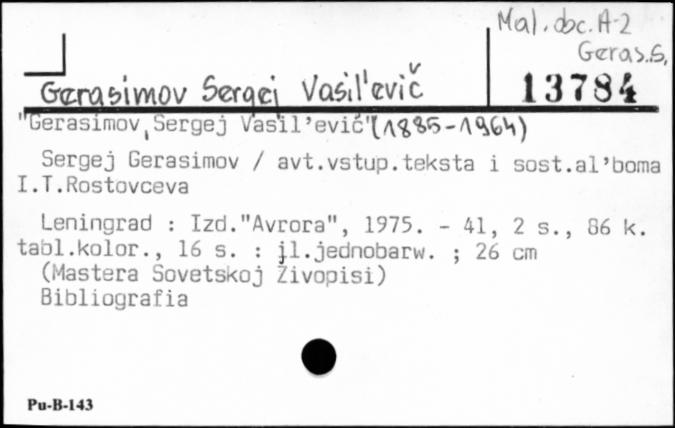 Mal. obc. A-2
Geras. S.
Gerasimov Sergej Vasil'evič
13784
"Gerasimov, Sergej Vasil'evič" (1885-1964)
Sergej Gerasimov / avt.vstup.teksta i sost.al'boma
I.T.Rostovceva
Leningrad : Izd."Avrora", 1975. - 41, 2 s., 86 k.
tabl.kolor., 16 s. : jl.jednobarw. ; 26 cm
(Mastera Sovetskoj Živopisi)
Bibliografia
Pu-B-143